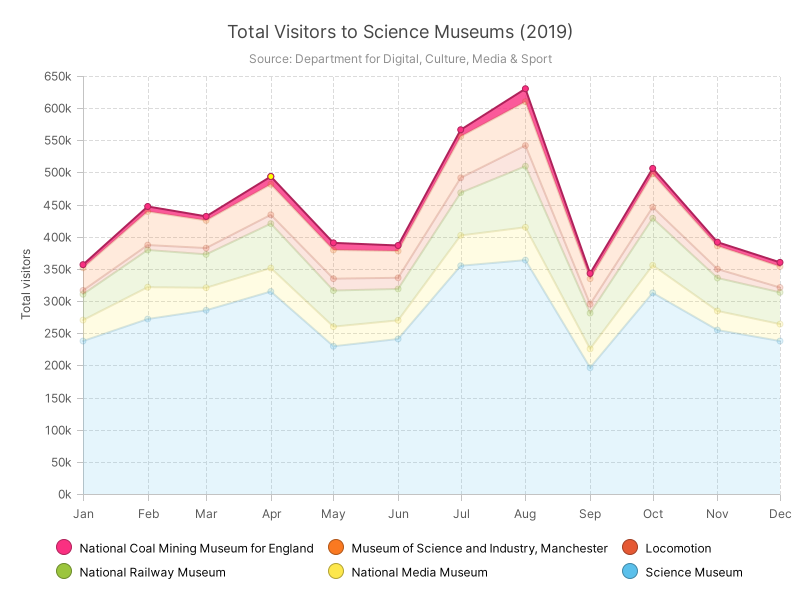 Total Visitors to Science Museums (2019)
Source: Department for Digital, Culture, Media & Sport
650k
600k
550k
500k
450k
400k
350k
300k
250k
200k
150k
100k
50k
0k
Total visitors
Jan Feb Mar Apr May Jun Jul Aug Sep Oct Nov Dec
National Coal Mining Museum for England Museum of Science and Industry, Manchester Locomotion
National Railway Museum National Media Museum Science Museum